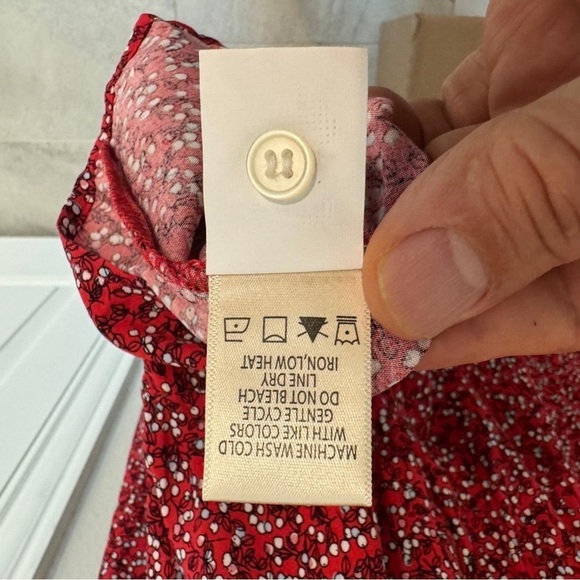 MACHINE WASH COLD
WITH LIKE COLORS
GENTLE CYCLE
DO NOT BLEACH
LINE DRY
IRON,LOW HEAT